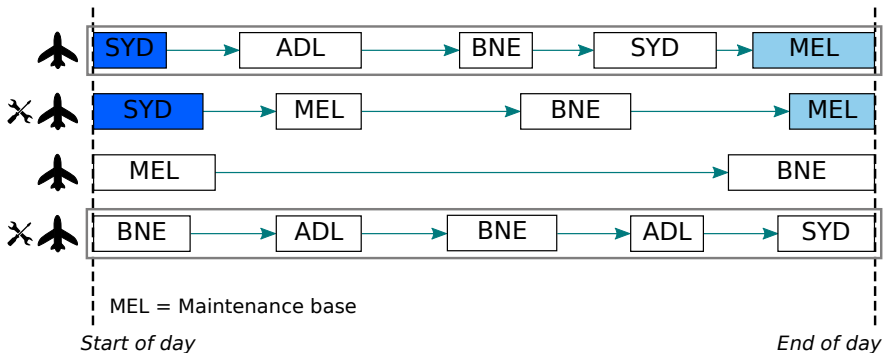 SYD ADL BNE SYD MEL
SYD MEL BNE MEL
MEL BNE
BNE ADL BNE ADL SYD
MEL = Maintenance base
Start of day End of day